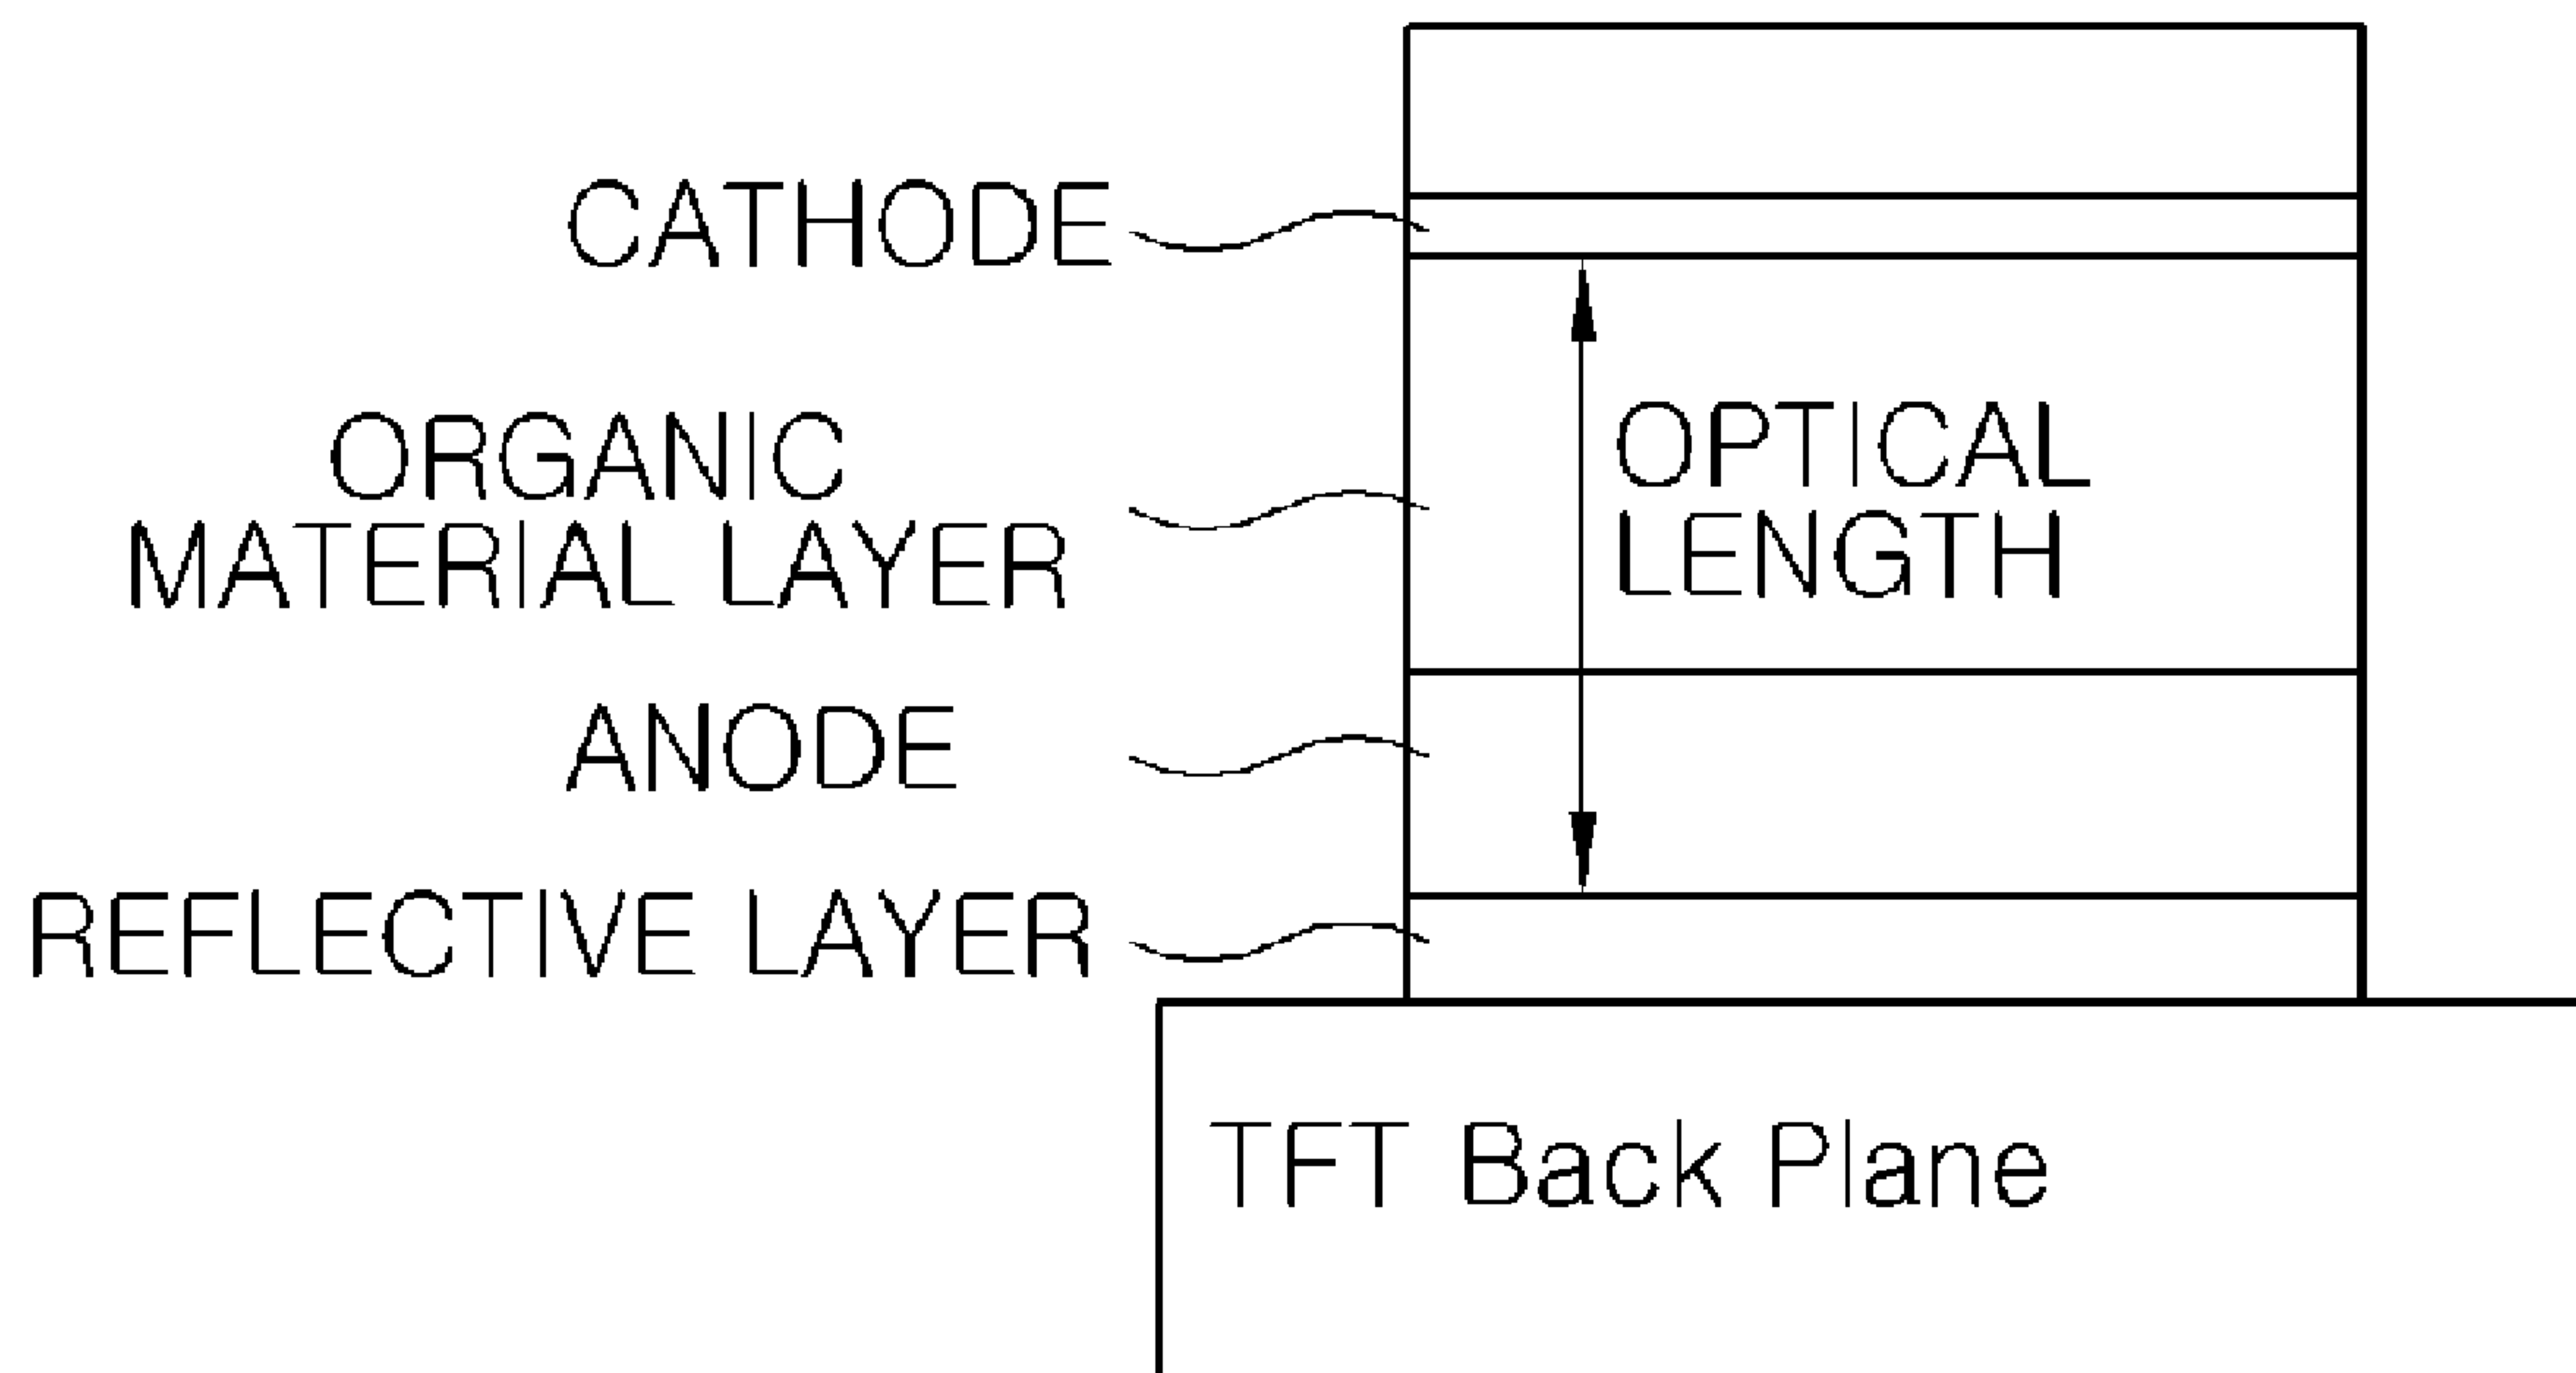 CATHODE
ORGANIC
MATERIAL LAYER
OPTICAL
LENGTH
ANODE
REFLECTIVE LAYER
TFT Back Plane